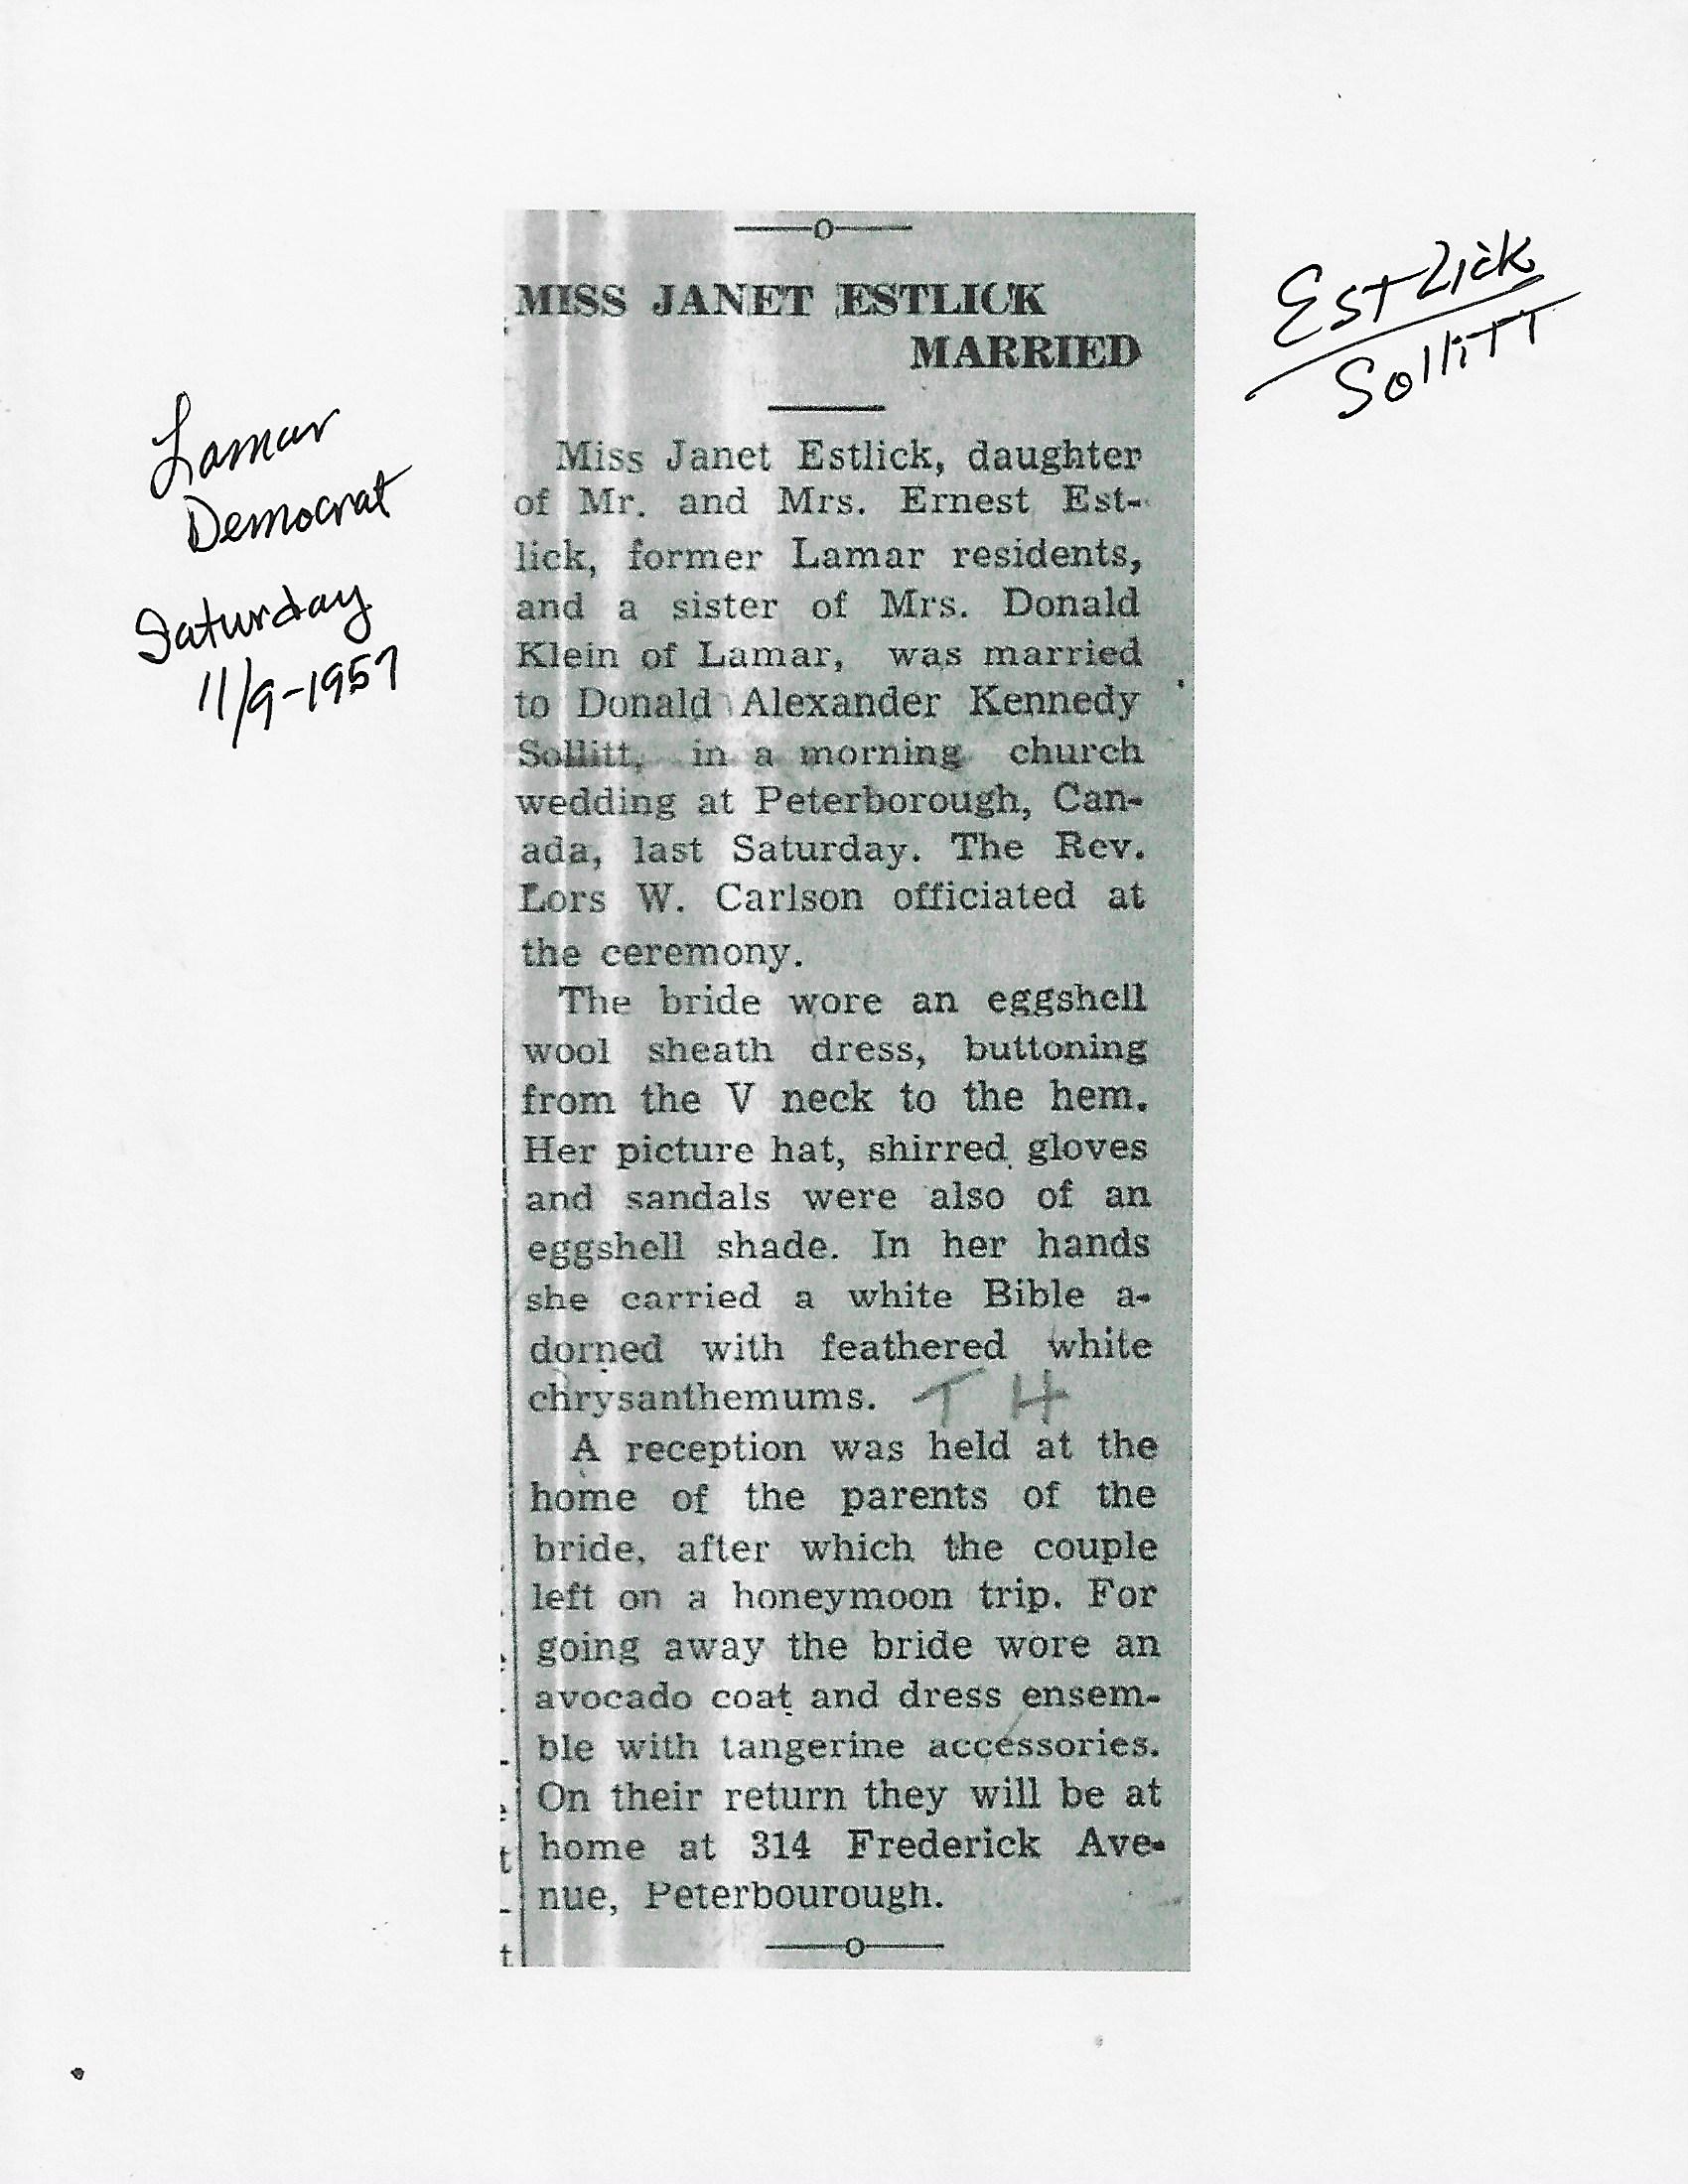 Estlick
Sollitt
Lamar
Democrat
Saturday
11/9-1957
—o—
MISS JANET ESTLICK
MARRIED
Miss Janet Estlick, daughter
of Mr. and Mrs. Ernest Est-
lick, former Lamar residents,
and a sister of Mrs. Donald
Klein of Lamar, was married
to Donald Alexander Kennedy
Sollitt, in a morning church
wedding at Peterborough, Can-
ada, last Saturday. The Rev.
Lors W. Carlson officiated at
the ceremony.
The bride wore an eggshell
wool sheath dress, buttoning
from the V neck to the hem.
Her picture hat, shirred gloves
and sandals were also of an
eggshell shade. In her hands
she carried a white Bible a-
dorned with feathered white
chrysanthemums. T H
A reception was held at the
home of the parents of the
bride, after which the couple
left on a honeymoon trip. For
going away the bride wore an
avocado coat and dress ensem-
ble with tangerine accessories.
On their return they will be at
home at 314 Frederick Ave-
nue, Peterbourough.
—o—